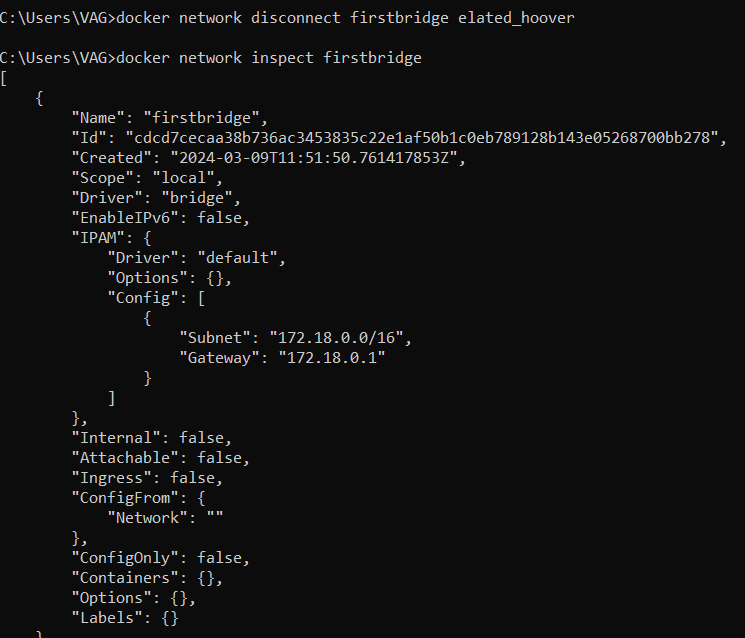 C:\Users\VAG>docker network disconnect firstbridge elated_hoover
C:\Users\VAG>docker network inspect firstbridge
[
    {
        "Name": "firstbridge",
        "Id": "cdcd7cecaa38b736ac3453835c22e1af50b1c0eb789128b143e05268700bb278",
        "Created": "2024-03-09T11:51:50.761417853Z",
        "Scope": "local",
        "Driver": "bridge",
        "EnableIPv6": false,
        "IPAM": {
            "Driver": "default",
            "Options": {},
            "Config": [
                {
                    "Subnet": "172.18.0.0/16",
                    "Gateway": "172.18.0.1"
                }
            ]
        },
        "Internal": false,
        "Attachable": false,
        "Ingress": false,
        "ConfigFrom": {
            "Network": ""
        },
        "ConfigOnly": false,
        "Containers": {},
        "Options": {},
        "Labels": {}
    }